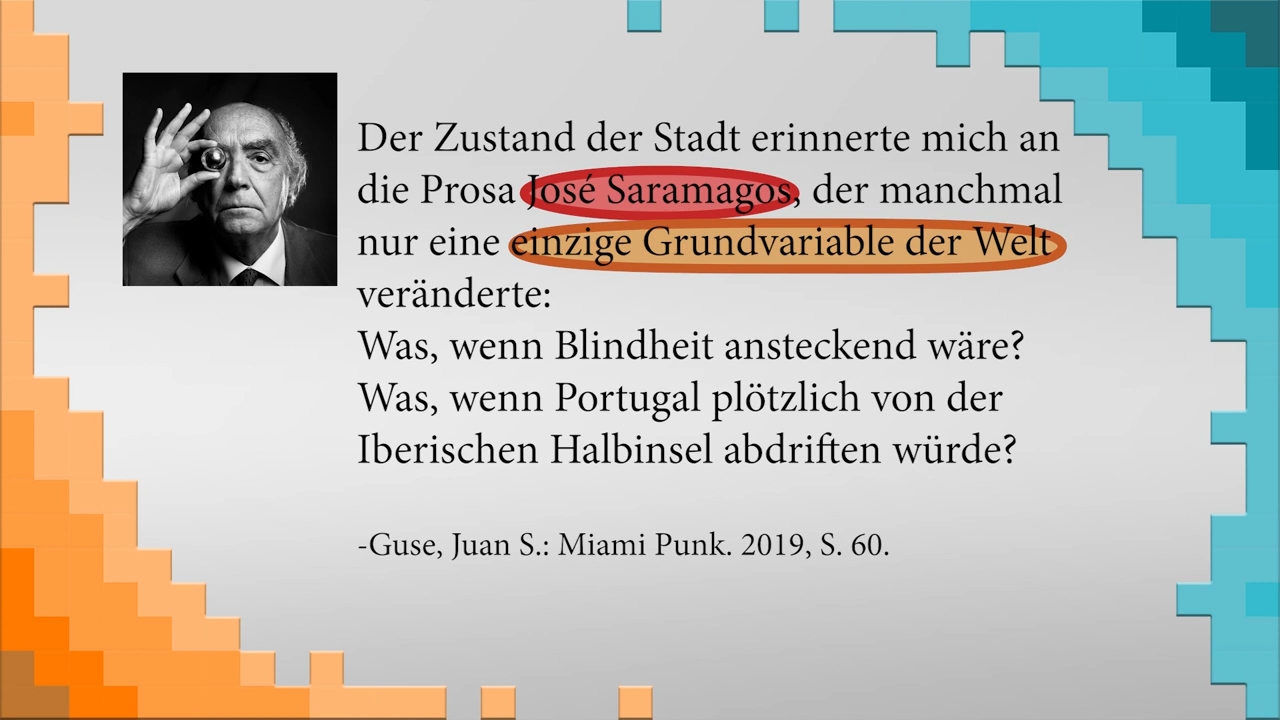 Der Zustand der Stadt erinnerte mich an
die Prosa José Saramagos, der manchmal
nur eine einzige Grundvariable der Welt
veränderte:
Was, wenn Blindheit ansteckend wäre?
Was, wenn Portugal plötzlich von der
Iberischen Halbinsel abdriften würde?
-Guse, Juan S.: Miami Punk. 2019, S. 60.